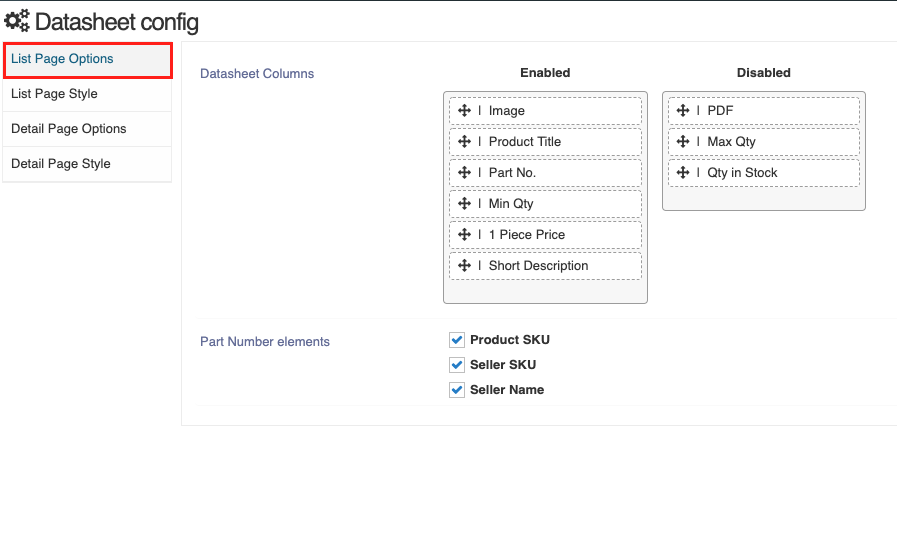 Datasheet config
List Page Options
List Page Style
Detail Page Options
Detail Page Style
Datasheet Columns
Enabled
Image
Product Title
Part No.
Min Qty
1 Piece Price
Short Description
Disabled
PDF
Max Qty
Qty in Stock
Part Number elements
Product SKU
Seller SKU
Seller Name